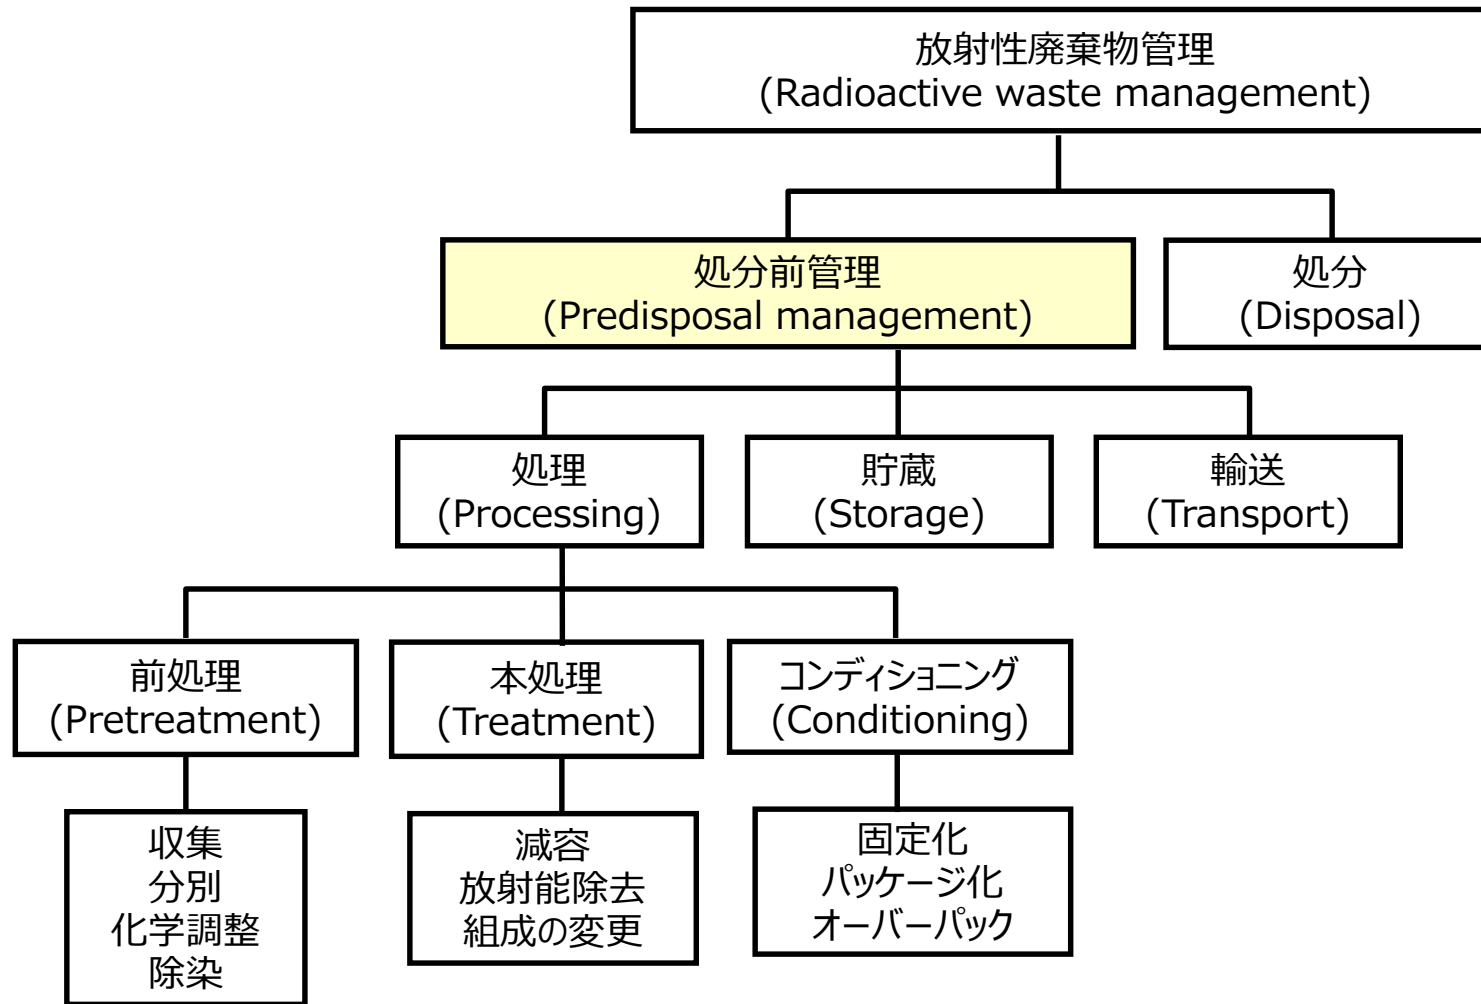 放射性廃棄物管理
(Radioactive waste management)
処分前管理
(Predisposal management)
処分
(Disposal)
処理
(Processing)
貯蔵
(Storage)
輸送
(Transport)
前処理
(Pretreatment)
本処理
(Treatment)
コンディショニング
(Conditioning)
収集
分別
化学調整
除染
減容
放射能除去
組成の変更
固定化
パッケージ化
オーバーパック